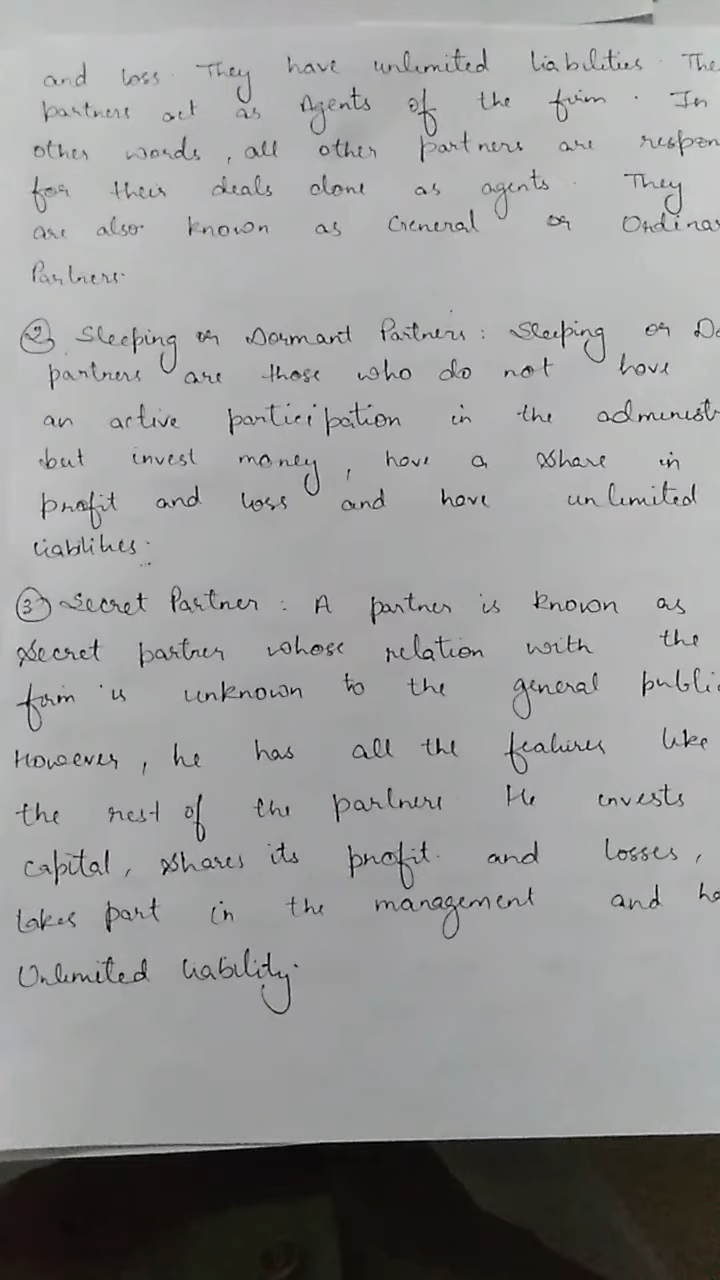 and loss. They have unlimited liabilities. The
partners act as Agents of the firm. In
other words, all other partners are respon
for their deals done as agents. They
are also known as General or Ordinar
Partners.
② Sleeping or Dormant Partners: Sleeping or Do
partners are those who do not have
an active participation in the administ
but invest money, have a share in
profit and loss and have unlimited
liabilities.
③ Secret Partner: A partner is known as
secret partner whose relation with the
firm is unknown to the general public
However, he has all the features like
the rest of the partners He invests
capital, shares its profit and losses,
takes part in the management and ha
Unlimited liability.